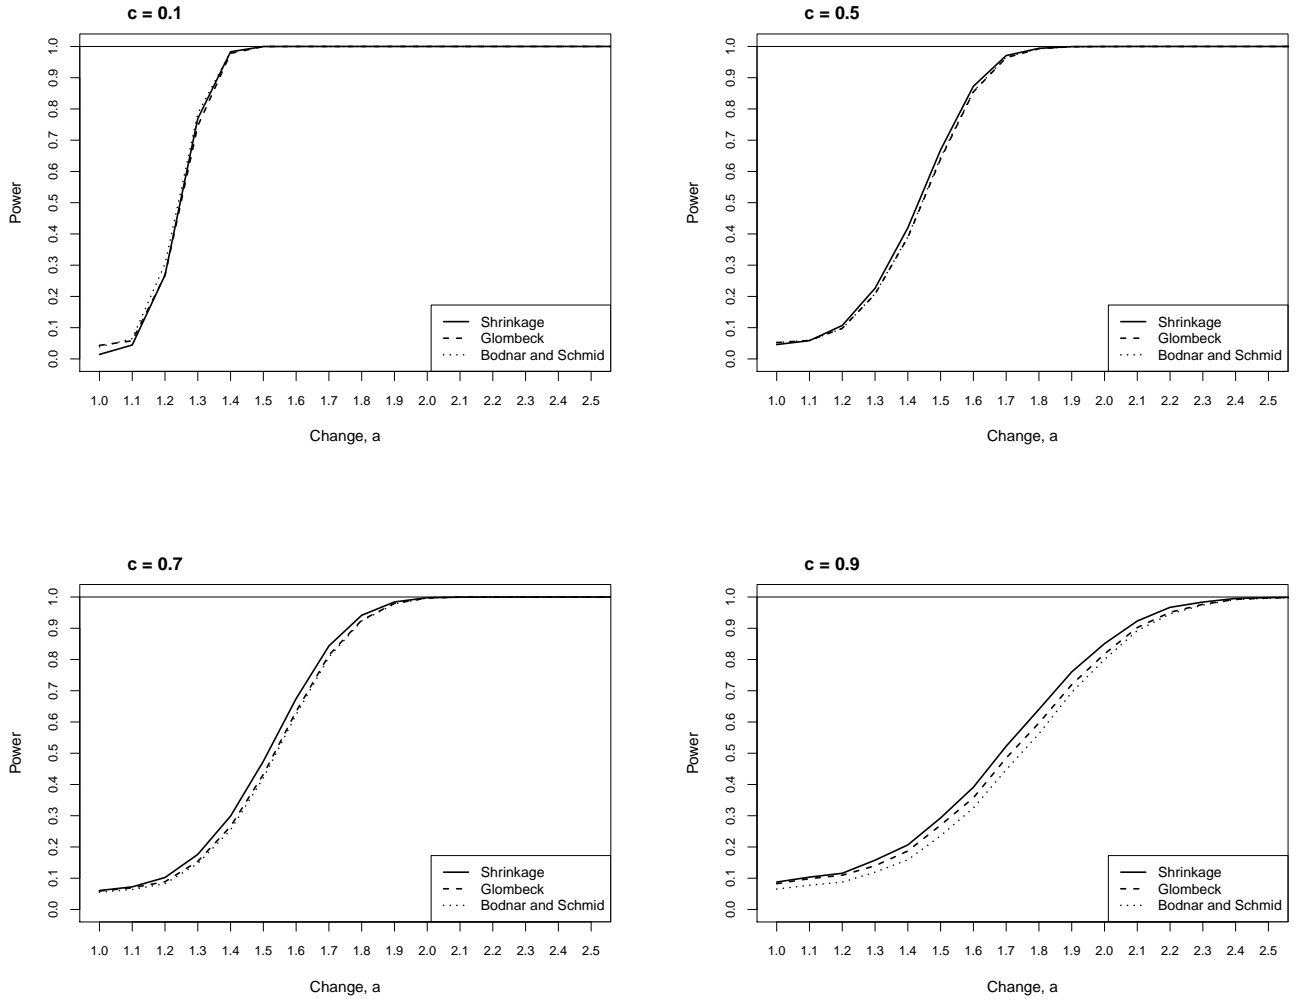 c = 0.1
Power
0.0 0.1 0.2 0.3 0.4 0.5 0.6 0.7 0.8 0.9 1.0
1.0 1.1 1.2 1.3 1.4 1.5 1.6 1.7 1.8 1.9 2.0 2.1 2.2 2.3 2.4 2.5
Change, a
Shrinkage
Glombeck
Bodnar and Schmid
c = 0.5
Power
0.0 0.1 0.2 0.3 0.4 0.5 0.6 0.7 0.8 0.9 1.0
1.0 1.1 1.2 1.3 1.4 1.5 1.6 1.7 1.8 1.9 2.0 2.1 2.2 2.3 2.4 2.5
Change, a
Shrinkage
Glombeck
Bodnar and Schmid
c = 0.7
Power
0.0 0.1 0.2 0.3 0.4 0.5 0.6 0.7 0.8 0.9 1.0
1.0 1.1 1.2 1.3 1.4 1.5 1.6 1.7 1.8 1.9 2.0 2.1 2.2 2.3 2.4 2.5
Change, a
Shrinkage
Glombeck
Bodnar and Schmid
c = 0.9
Power
0.0 0.1 0.2 0.3 0.4 0.5 0.6 0.7 0.8 0.9 1.0
1.0 1.1 1.2 1.3 1.4 1.5 1.6 1.7 1.8 1.9 2.0 2.1 2.2 2.3 2.4 2.5
Change, a
Shrinkage
Glombeck
Bodnar and Schmid